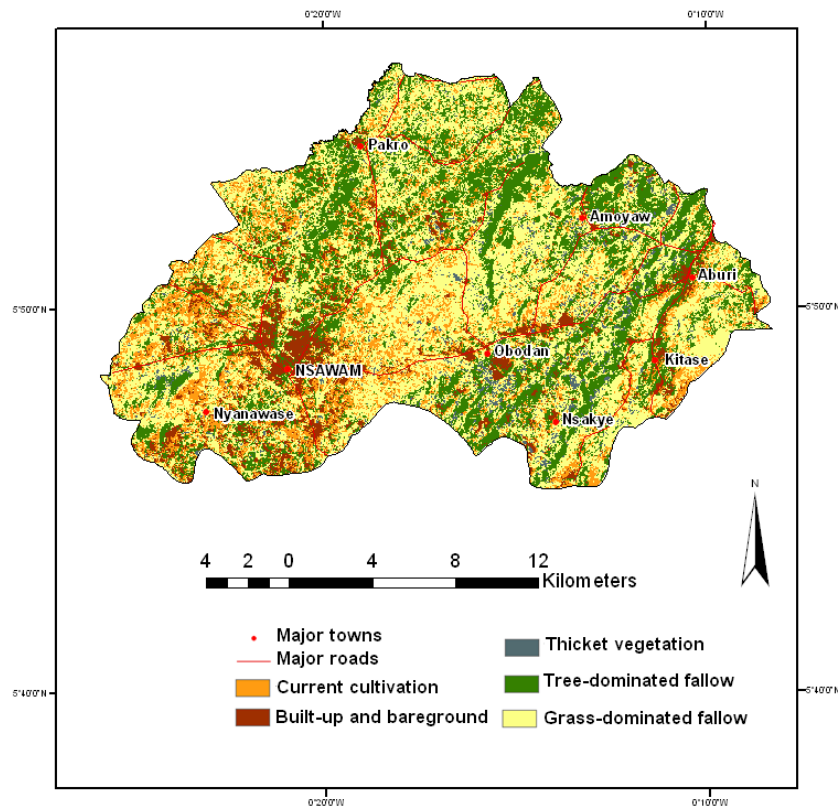 0°20'0"W 0°10'0"W
Pakro
Amoyaw
Aburi
5°50'0"N 5°50'0"N
Obodan
Kitase
NSAWAM
Nyanawase
Nsakye
N
4 2 0 4 8 12
Kilometers
Major towns
Major roads
Current cultivation
Built-up and bareground
Thicket vegetation
Tree-dominated fallow
Grass-dominated fallow
5°40'0"N 5°40'0"N
0°20'0"W 0°10'0"W